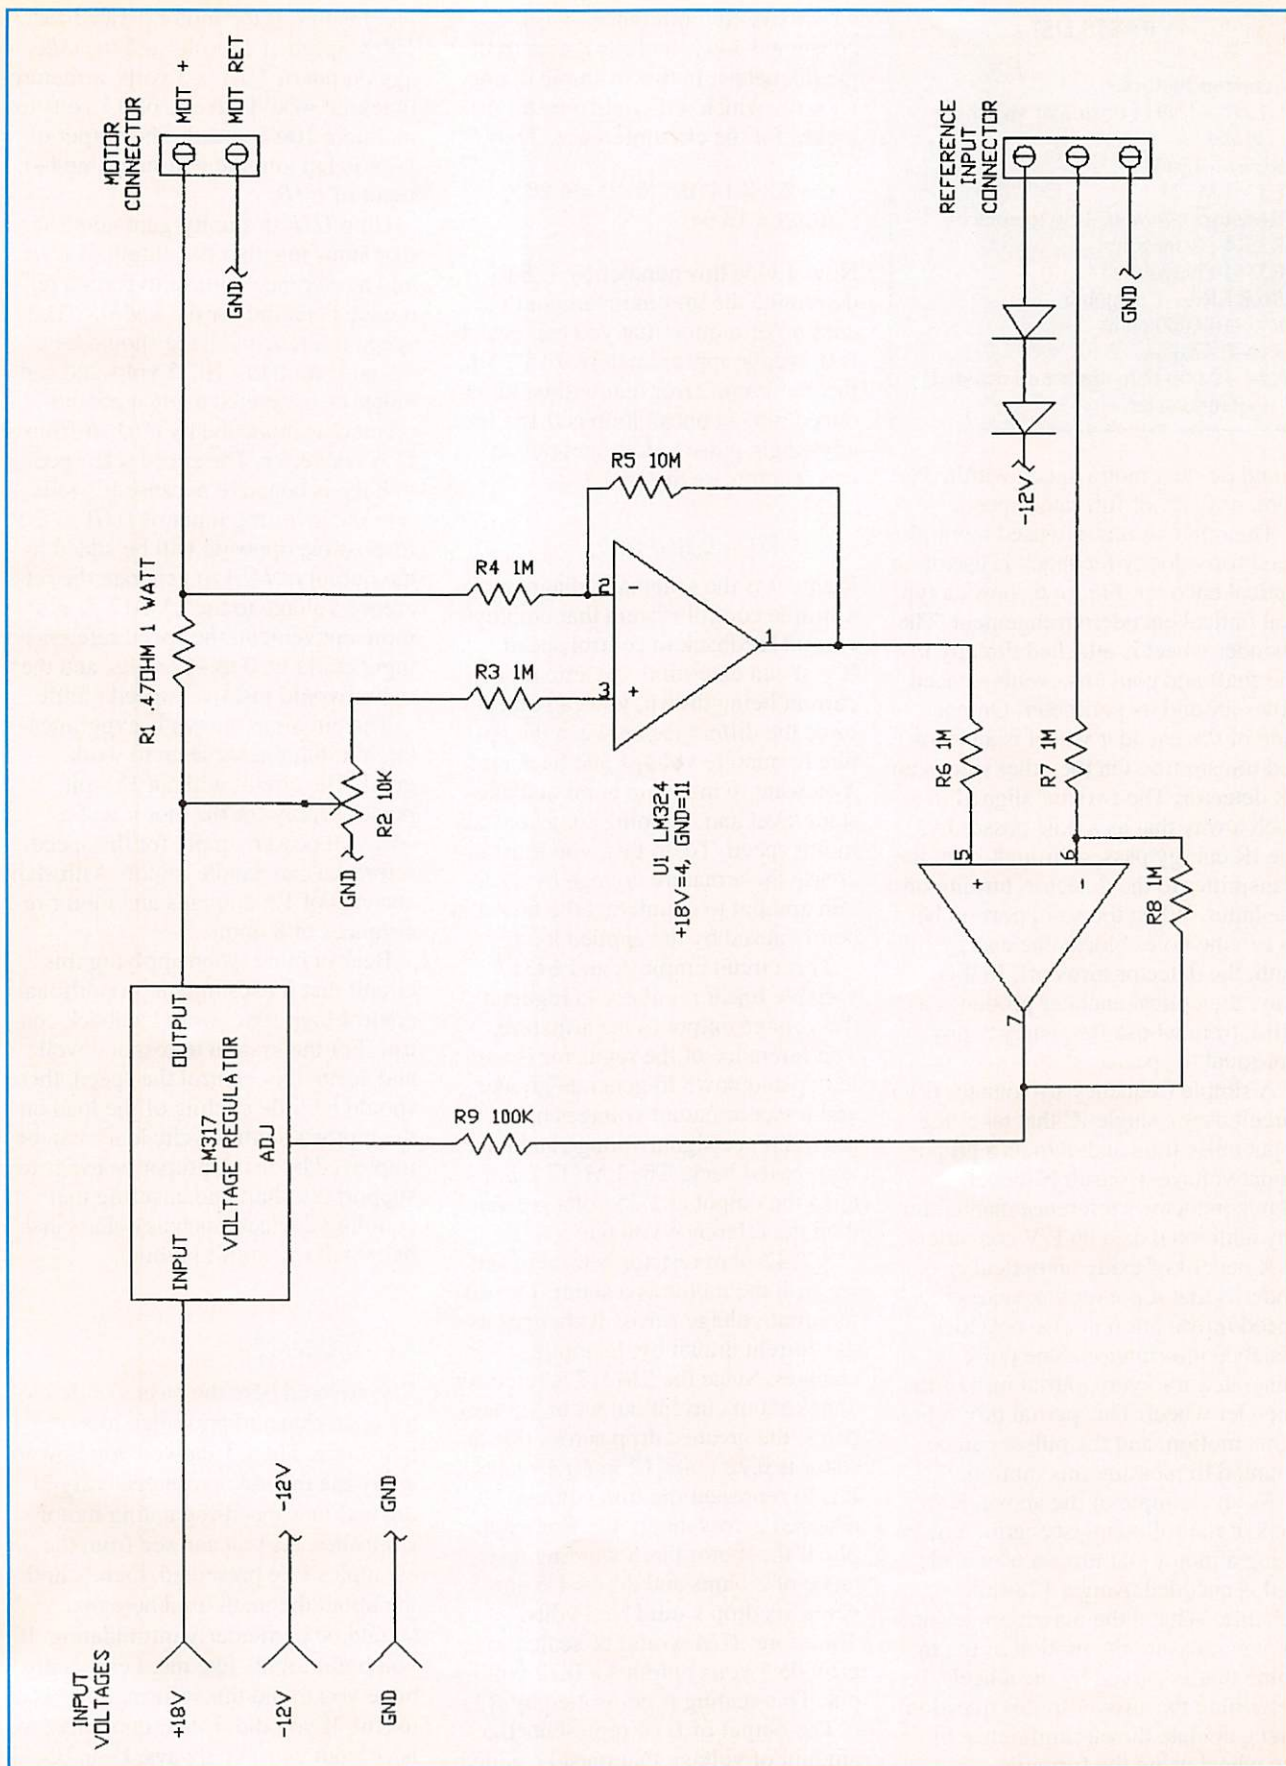 INPUT
VOLTAGES
+18V
-12V
-12V
GND
GND
INPUT
OUTPUT
LM317
VOLTAGE REGULATOR
ADJ
R1 .47OHM 1 WATT
MOTOR
CONNECTOR
MOT +
MOT RET
GND
GND
R2 10K
R9 100K
R3 1M
R4 1M
R5 10M
3
2
1
+
-
U1 LM324
+18V=4, GND=11
R6 1M
R7 1M
R8 1M
5
6
7
+
-
-12V
GND
REFERENCE
INPUT
CONNECTOR